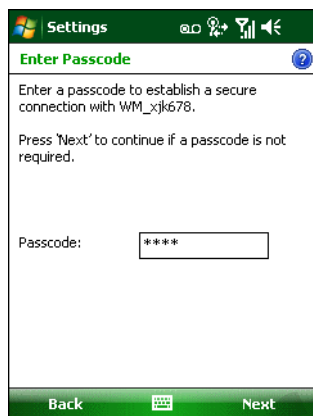 Settings
Enter Passcode
Enter a passcode to establish a secure
connection with WM_xjk678.
Press 'Next' to continue if a passcode is not
required.
Passcode: ****
Back Next